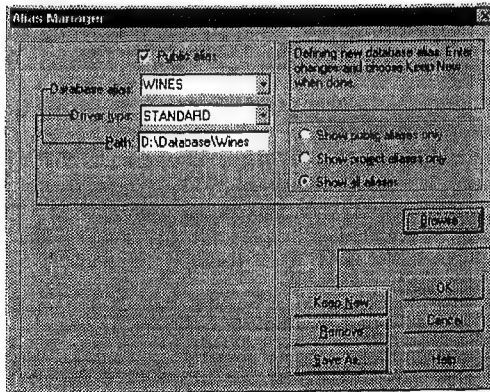 Alias Manager
Public alias
Database alias: WINES
Driver type: STANDARD
Path: D:\Database\Wines
Defining new database alias. Enter
changes and choose Keep New
when done.
Show public aliases only
Show project aliases only
Show all aliases
Browse...
Keep New
Remove
Save As...
OK
Cancel
Help